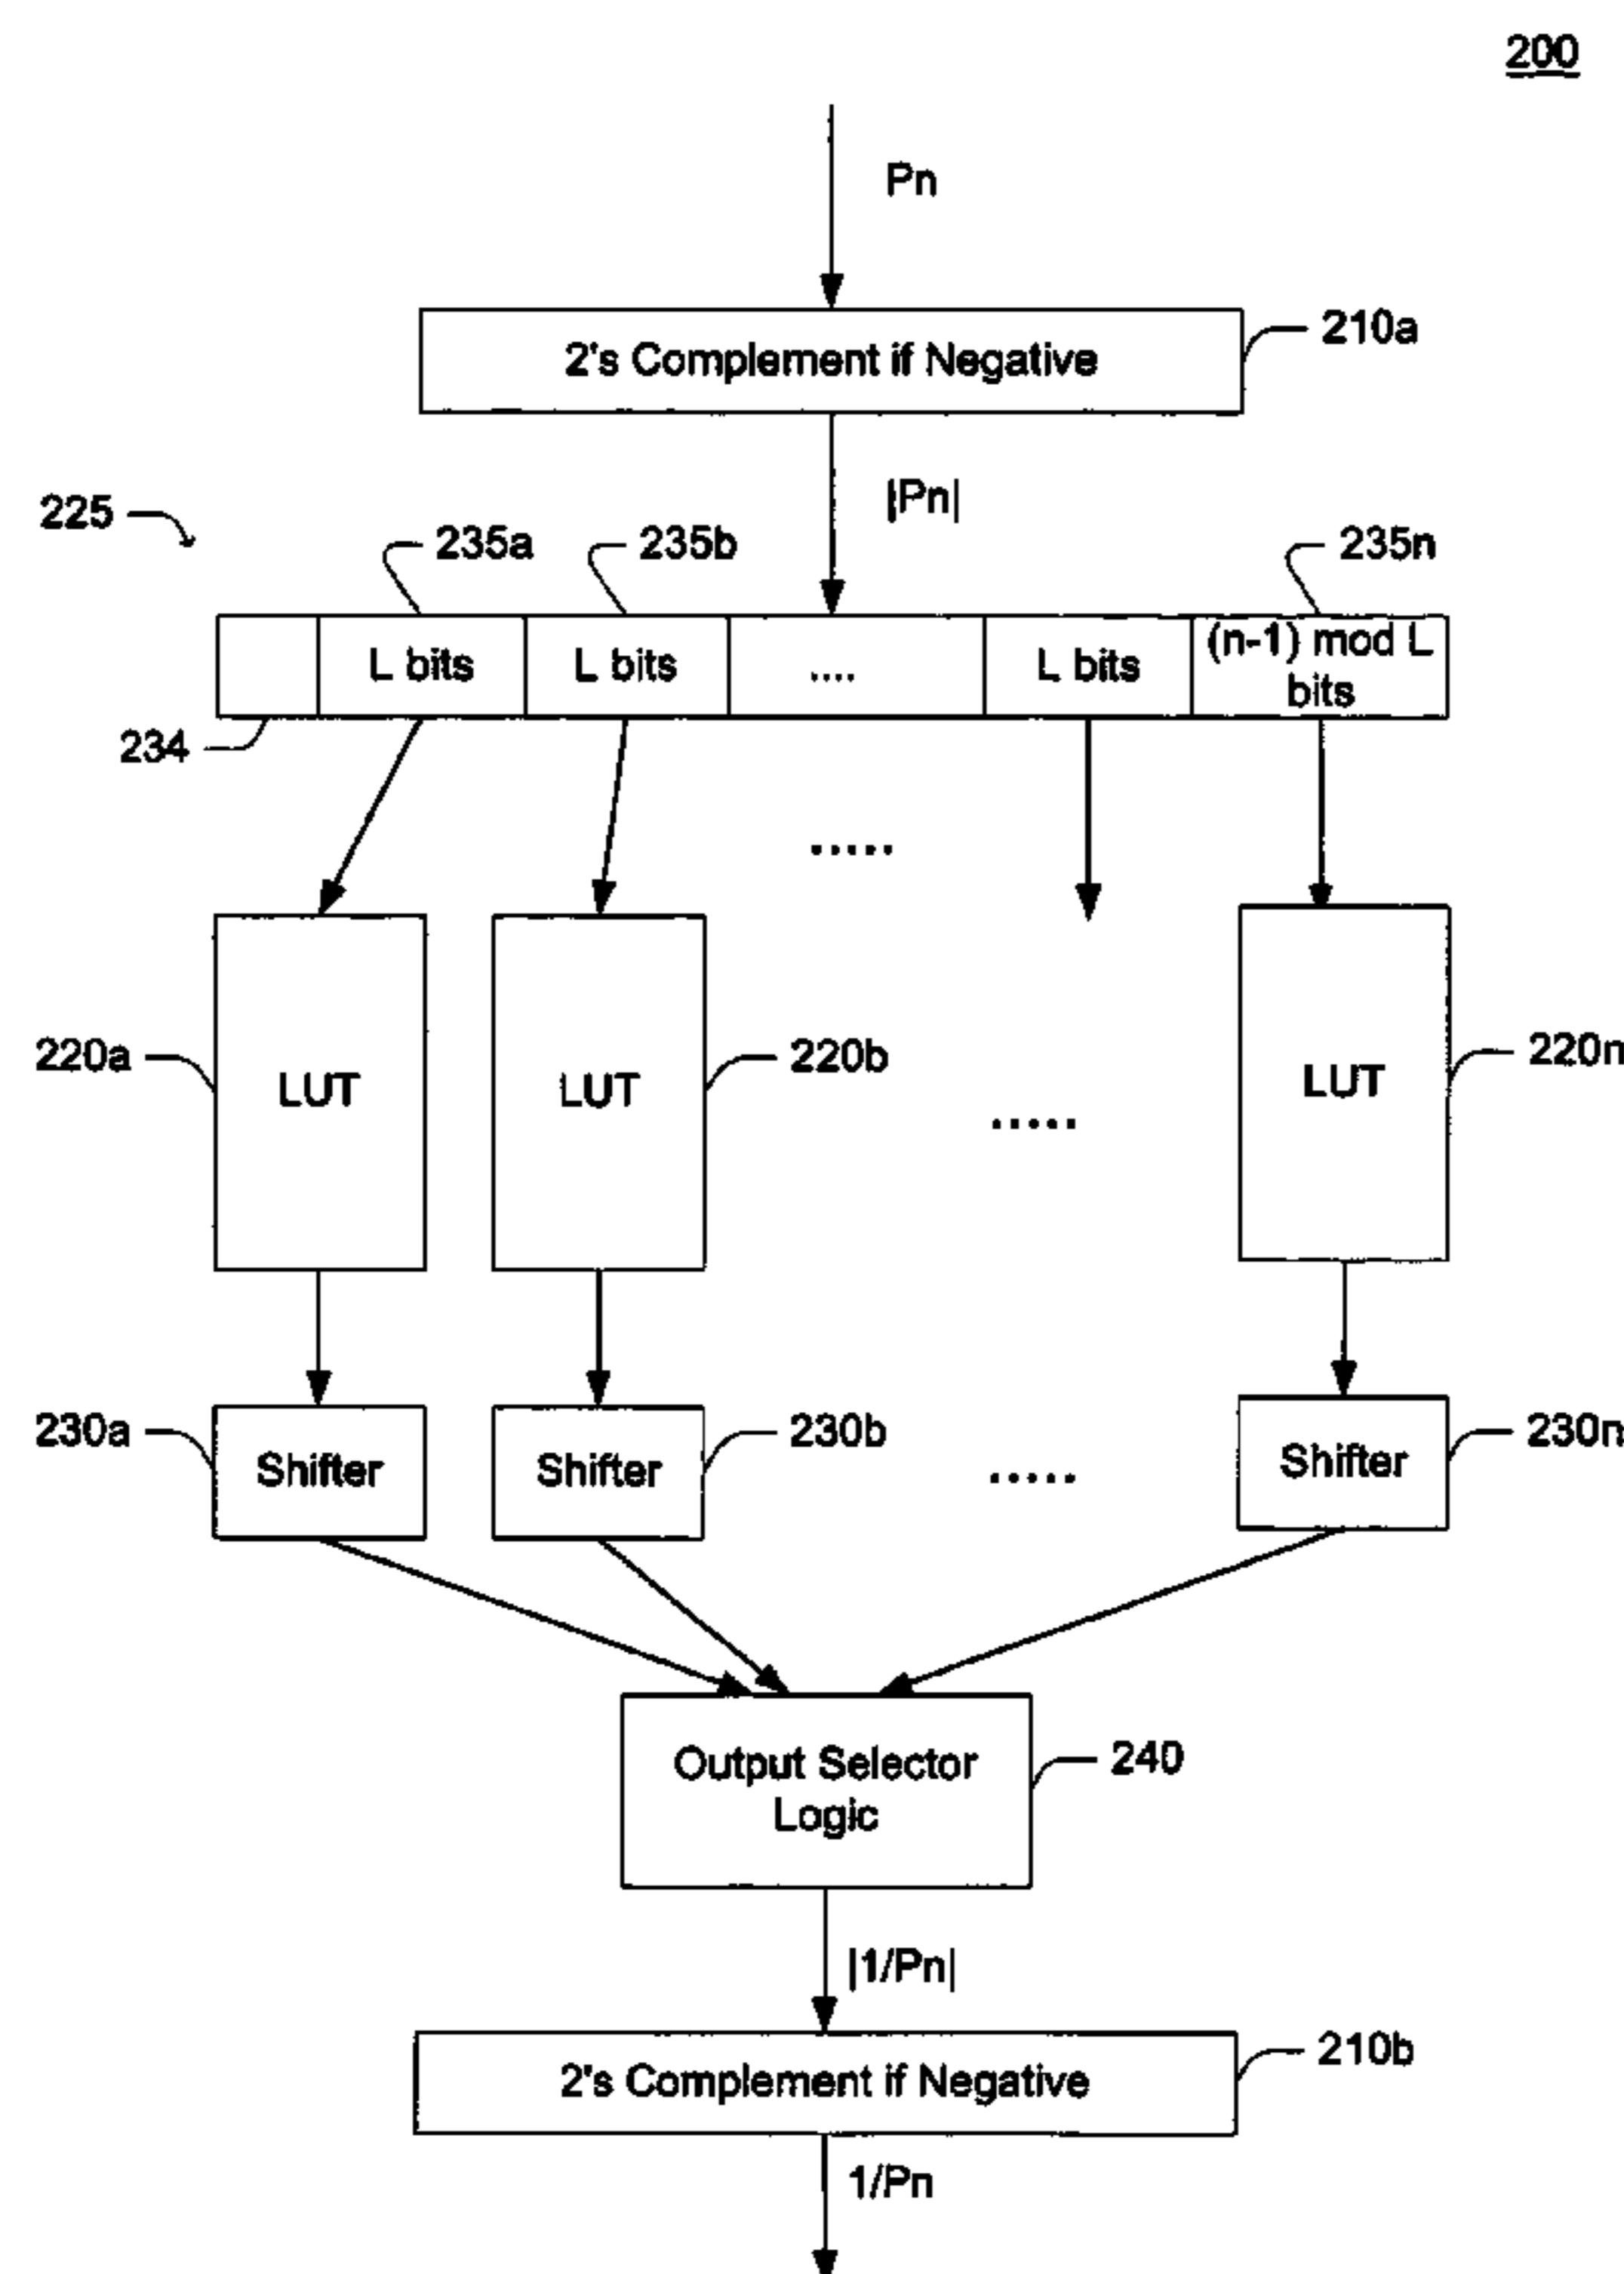 200
Pn
2's Complement if Negative
210a
|Pn|
225
235a
235b
235n
L bits
L bits
....
L bits
(n-1) mod L
bits
234
.....
220a
LUT
LUT
220b
.....
LUT
220n
230a
Shifter
Shifter
230b
.....
Shifter
230n
Output Selector
Logic
240
|1/Pn|
2's Complement if Negative
210b
1/Pn